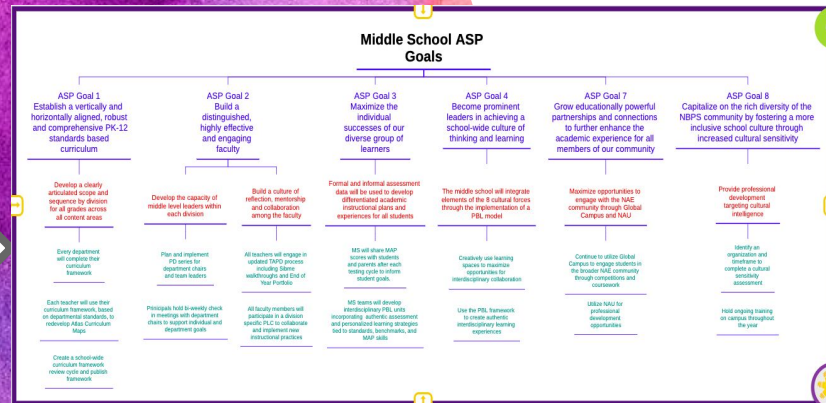 Middle School ASP
Goals
ASP Goal 1
Establish a vertically and
horizontally aligned, robust
and comprehensive PK-12
standards based
curriculum
Develop a clearly
articulated scope and
sequence by division
for all grades across
all content areas
Every department
will complete their
curriculum
framework
Each teacher will use their
curriculum framework, based
on departmental standards, to
redevelop Atlas Curriculum
Maps
Create a school-wide
curriculum framework
review cycle and publish
framework
ASP Goal 2
Build a
distinguished,
highly effective
and engaging
faculty
Develop the capacity of
middle level leaders within
each division
Plan and implement
PD series for
department chairs
and team leaders
Principals hold bi-weekly check
in meetings with department
chairs to support individual and
department goals
Build a culture of
reflection, mentorship
and collaboration
among the faculty
All teachers will engage in
updated TAPD process
including Sibme
walkthroughs and End of
Year Portfolio
All faculty members will
participate in a division
specific PLC to collaborate
and implement new
instructional practices
ASP Goal 3
Maximize the
individual
successes of our
diverse group of
learners
Formal and informal assessment
data will be used to develop
differentiated academic
instructional plans and
experiences for all students
MS will share MAP
scores with students
and parents after each
testing cycle to inform
student goals.
MS teams will develop
interdisciplinary PBL units
incorporating authentic assessment
and personalized learning strategies
tied to standards, benchmarks, and
MAP skills
ASP Goal 4
Become prominent
leaders in achieving a
school-wide culture of
thinking and learning
The middle school will integrate
elements of the 8 cultural forces
through the implementation of a
PBL model
Creatively use learning
spaces to maximize
opportunities for
interdisciplinary collaboration
Use the PBL framework
to create authentic
interdisciplinary learning
experiences
ASP Goal 7
Grow educationally powerful
partnerships and connections
to further enhance the
academic experience for all
members of our community
Maximize opportunities to
engage with the NAE
community through Global
Campus and NAU
Continue to utilize Global
Campus to engage students in
the broader NAE community
through competitions and
coursework
Utilize NAU for
professional
development
opportunities
ASP Goal 8
Capitalize on the rich diversity of the
NBPS community by fostering a more
inclusive school culture through
increased cultural sensitivity
Provide professional
development
targeting cultural
intelligence
Identify an
organization and
timeframe to
complete a cultural
sensitivity
assessment
Hold ongoing training
on campus throughout
the year